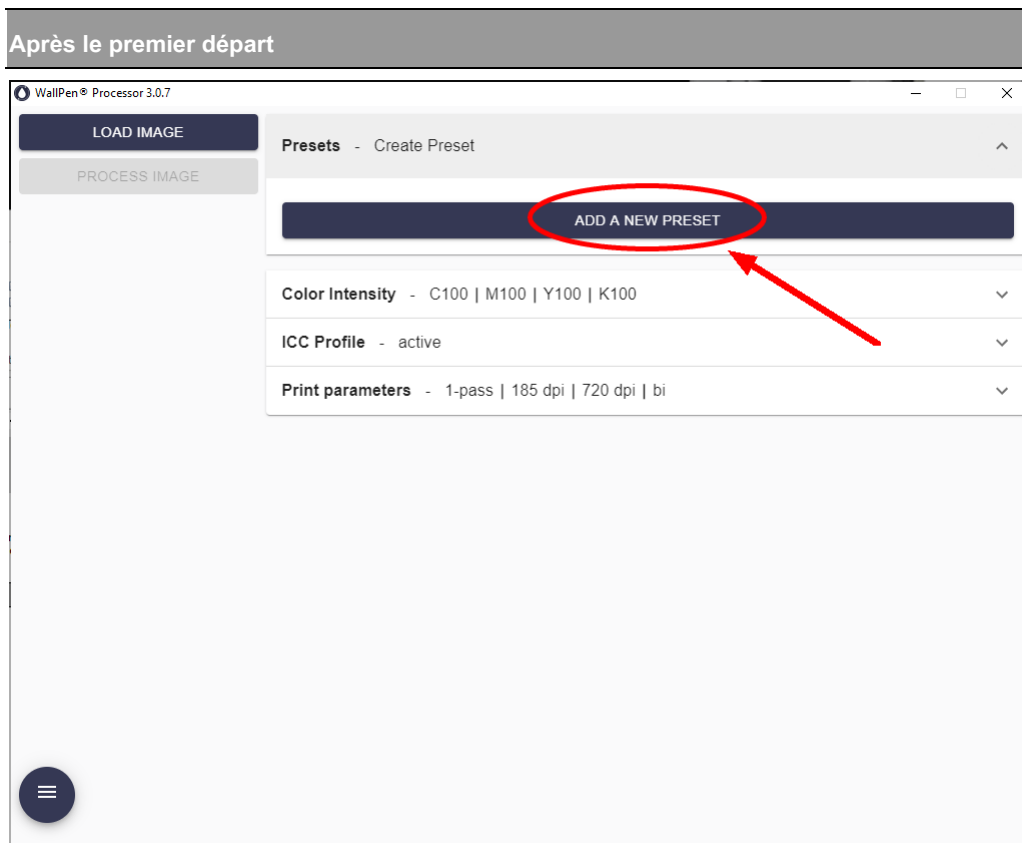 Après le premier départ
WallPen® Processor 3.0.7
LOAD IMAGE
PROCESS IMAGE
Presets - Create Preset
ADD A NEW PRESET
Color Intensity - C100 | M100 | Y100 | K100
ICC Profile - active
Print parameters - 1-pass | 185 dpi | 720 dpi | bi